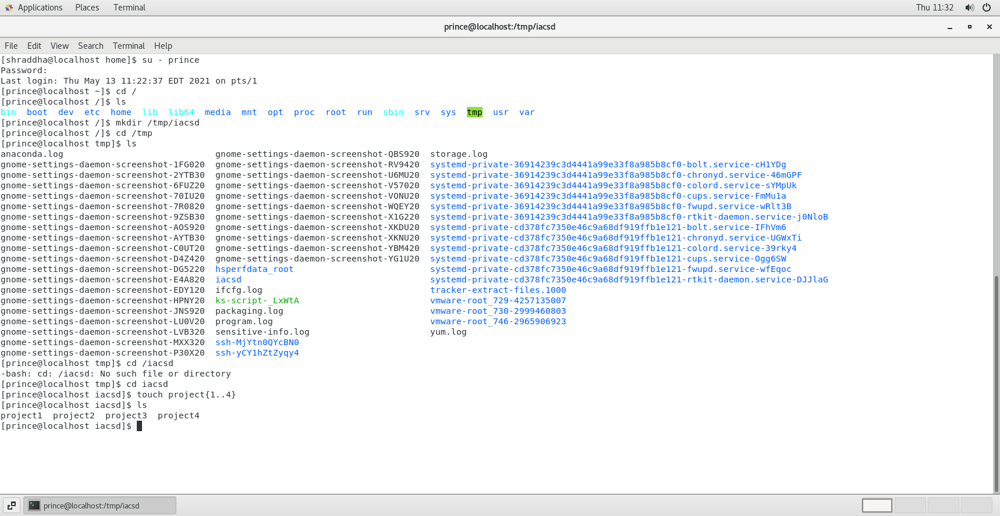 Applications Places Terminal Thu 11:32
prince@localhost:/tmp/iacsd
File Edit View Search Terminal Help
[shraddha@localhost home]$ su - prince
Password:
Last login: Thu May 13 11:22:37 EDT 2021 on pts/1
[prince@localhost ~]$ cd /
[prince@localhost /]$ ls
bin  boot  dev  etc  home  lib  lib64  media  mnt  opt  proc  root  run  sbin  srv  sys  tmp  usr  var
[prince@localhost /]$ mkdir /tmp/iacsd
[prince@localhost /]$ cd /tmp
[prince@localhost tmp]$ ls
anaconda.log                             gnome-settings-daemon-screenshot-QBS920  storage.log
gnome-settings-daemon-screenshot-1FG020  gnome-settings-daemon-screenshot-RV9420  systemd-private-36914239c3d4441a99e33f8a985b8cf0-bolt.service-cH1YDg
gnome-settings-daemon-screenshot-2YTB30  gnome-settings-daemon-screenshot-U6MU20  systemd-private-36914239c3d4441a99e33f8a985b8cf0-chronyd.service-46mGPF
gnome-settings-daemon-screenshot-6FUZ20  gnome-settings-daemon-screenshot-V57020  systemd-private-36914239c3d4441a99e33f8a985b8cf0-colord.service-sYMpUk
gnome-settings-daemon-screenshot-70IU20  gnome-settings-daemon-screenshot-VONU20  systemd-private-36914239c3d4441a99e33f8a985b8cf0-cups.service-FmMu1a
gnome-settings-daemon-screenshot-7R0820  gnome-settings-daemon-screenshot-WQEY20  systemd-private-36914239c3d4441a99e33f8a985b8cf0-fwupd.service-wRlt3B
gnome-settings-daemon-screenshot-9ZSB30  gnome-settings-daemon-screenshot-X1G220  systemd-private-36914239c3d4441a99e33f8a985b8cf0-rtkit-daemon.service-j0NloB
gnome-settings-daemon-screenshot-AOS920  gnome-settings-daemon-screenshot-XKDU20  systemd-private-cd378fc7350e46c9a68df919ffb1e121-bolt.service-IFhVm6
gnome-settings-daemon-screenshot-AYTB30  gnome-settings-daemon-screenshot-XKNU20  systemd-private-cd378fc7350e46c9a68df919ffb1e121-chronyd.service-UGWxTi
gnome-settings-daemon-screenshot-C0UT20  gnome-settings-daemon-screenshot-YBM420  systemd-private-cd378fc7350e46c9a68df919ffb1e121-colord.service-39rky4
gnome-settings-daemon-screenshot-D4Z420  gnome-settings-daemon-screenshot-YG1U20  systemd-private-cd378fc7350e46c9a68df919ffb1e121-cups.service-Ogg6SW
gnome-settings-daemon-screenshot-DG5220  hsperfdata_root                          systemd-private-cd378fc7350e46c9a68df919ffb1e121-fwupd.service-wfEqoc
gnome-settings-daemon-screenshot-E4A820  iacsd                                    systemd-private-cd378fc7350e46c9a68df919ffb1e121-rtkit-daemon.service-DJJlaG
gnome-settings-daemon-screenshot-EDY120  ifcfg.log                                tracker-extract-files.1000
gnome-settings-daemon-screenshot-HPNY20  ks-script-_LxWtA                         vmware-root_729-4257135007
gnome-settings-daemon-screenshot-JNS920  packaging.log                            vmware-root_730-2999460803
gnome-settings-daemon-screenshot-LU0V20  program.log                              vmware-root_746-2965906923
gnome-settings-daemon-screenshot-LVB320  sensitive-info.log                       yum.log
gnome-settings-daemon-screenshot-MXX320  ssh-MjYtn0QYcBN0
gnome-settings-daemon-screenshot-P30X20  ssh-yCY1hZtZyqy4
[prince@localhost tmp]$ cd /iacsd
-bash: cd: /iacsd: No such file or directory
[prince@localhost tmp]$ cd iacsd
[prince@localhost iacsd]$ touch project{1..4}
[prince@localhost iacsd]$ ls
project1  project2  project3  project4
[prince@localhost iacsd]$
prince@localhost:/tmp/iacsd